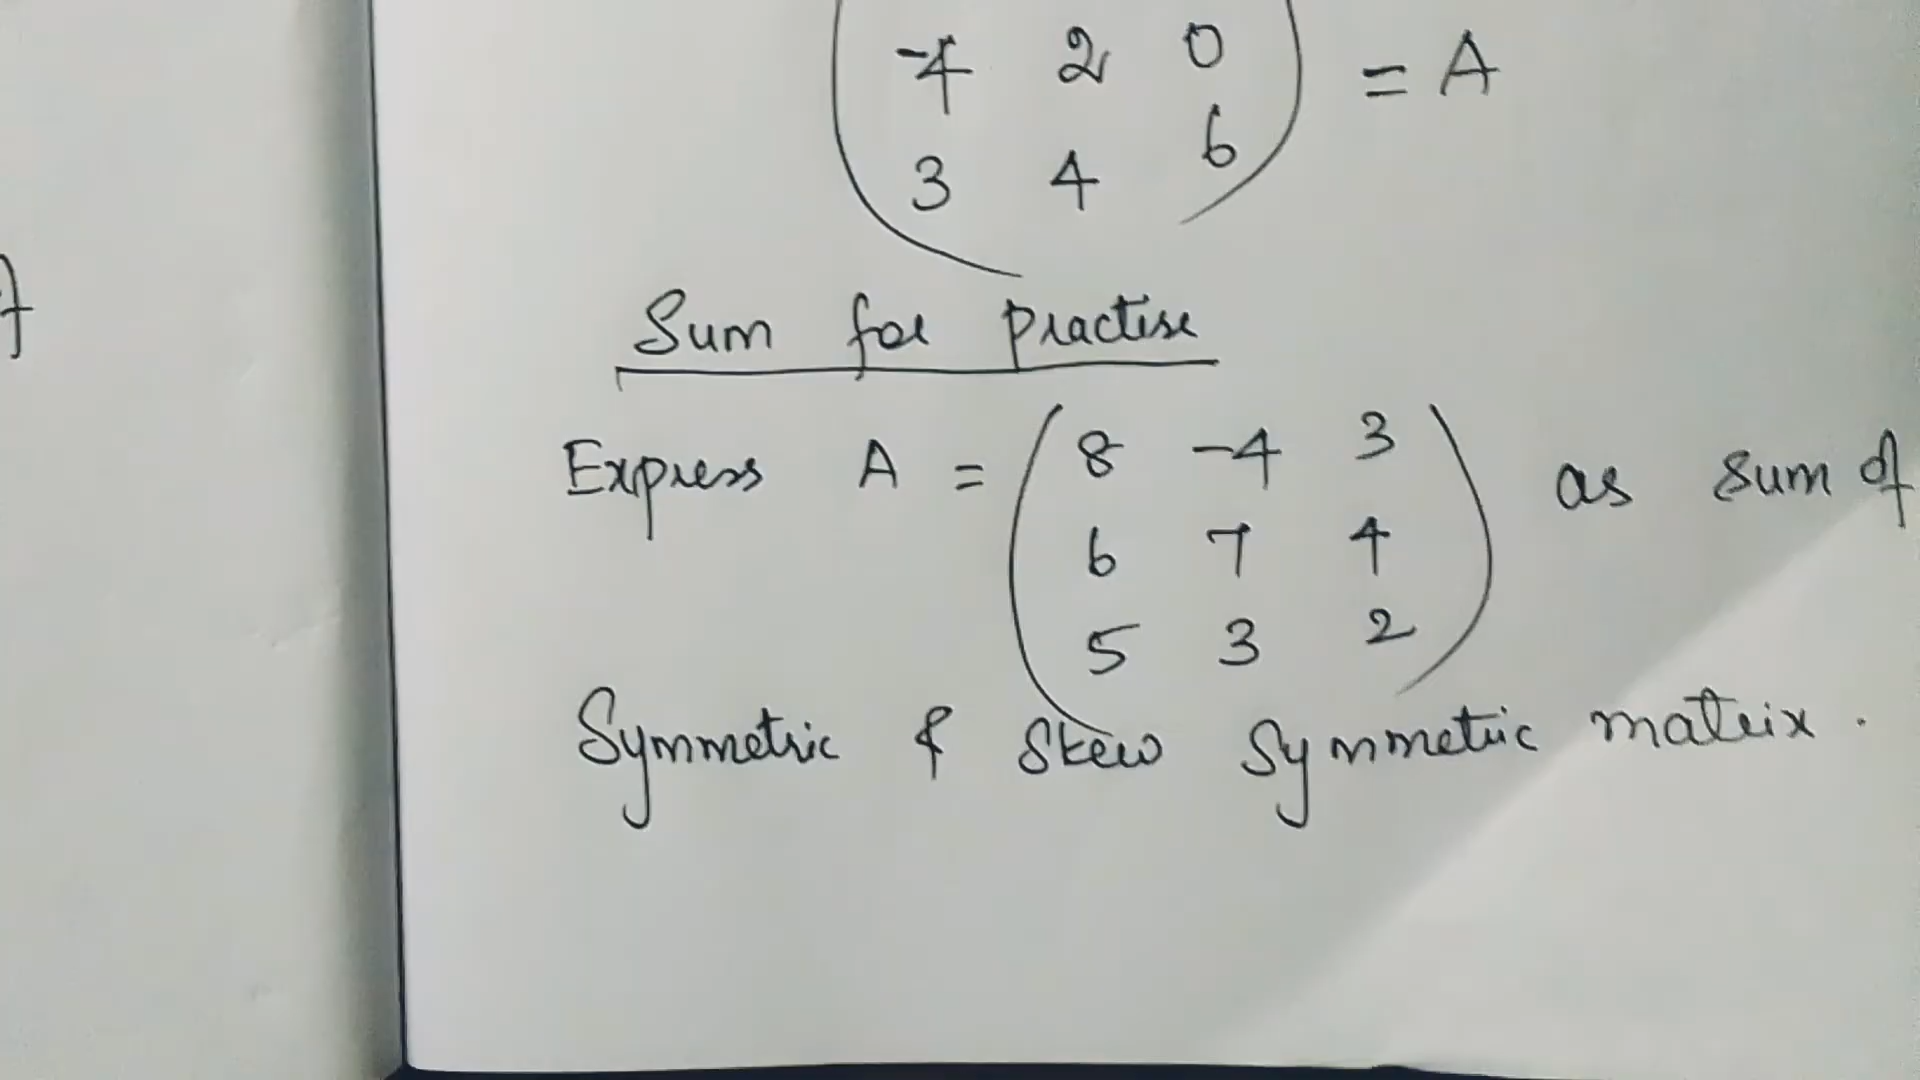 -4 2 0 = A
3 4 6
Sum for practise
Express A = 8 -4 3 as sum of
6 7 4
5 3 2
Symmetric & Skew Symmetric matrix.